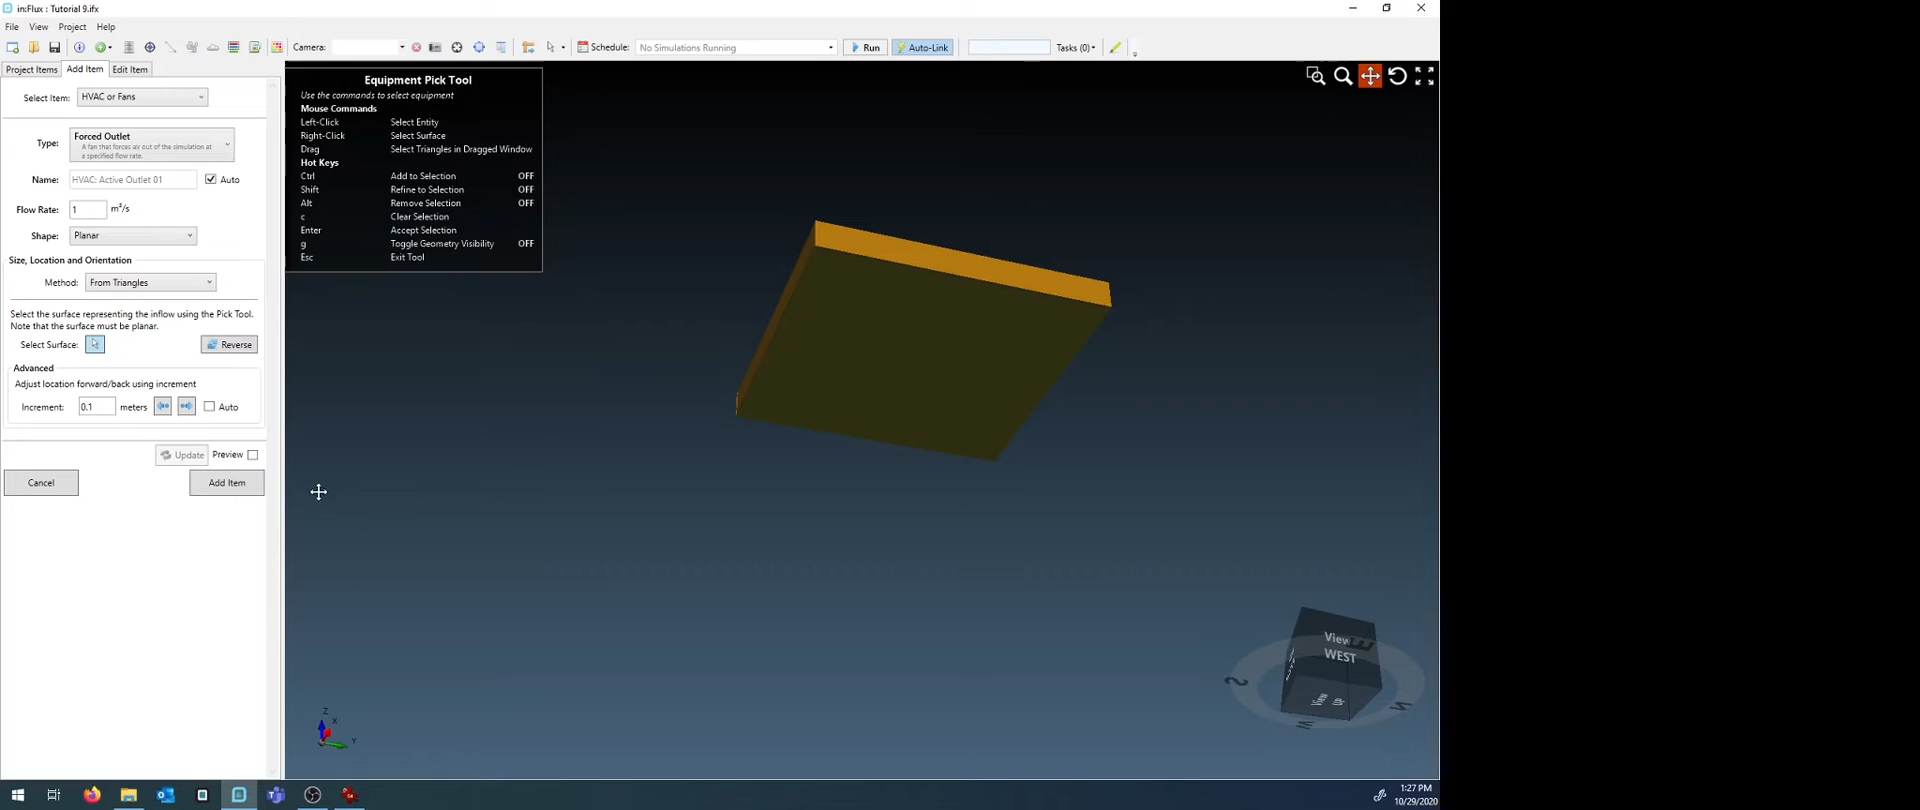 in:Flux : Tutorial 9.ifx
File View Project Help
Camera:
Schedule: No Simulations Running
Run
Auto-Link
Tasks (0)
Project Items Add Item Edit Item
Select Item: HVAC or Fans
Type: Forced Outlet
A fan that forces air out of the simulation at
a specified flow rate.
Name: HVAC: Active Outlet 01 Auto
Flow Rate: 1 m³/s
Shape: Planar
Size, Location and Orientation
Method: From Triangles
Select the surface representing the inflow using the Pick Tool.
Note that the surface must be planar.
Select Surface: Reverse
Advanced
Adjust location forward/back using increment
Increment: 0.1 meters Auto
Update Preview
Cancel Add Item
Equipment Pick Tool
Use the commands to select equipment
Mouse Commands
Left-Click Select Entity
Right-Click Select Surface
Drag Select Triangles in Dragged Window
Hot Keys
Ctrl Add to Selection OFF
Shift Refine to Selection OFF
Alt Remove Selection OFF
c Clear Selection
Enter Accept Selection
g Toggle Geometry Visibility OFF
Esc Exit Tool
View
WEST
E
View
UP
S
W
N
Z
X
Y
1:27 PM
10/29/2020